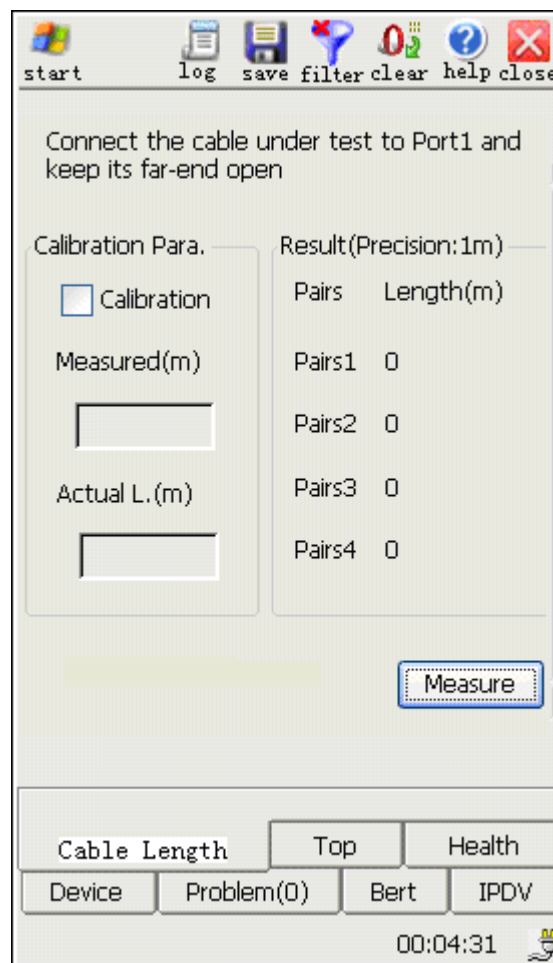 start log save filter clear help close
Connect the cable under test to Port1 and
keep its far-end open
Calibration Para.
Calibration
Measured(m)
Actual L.(m)
Result(Precision:1m)
Pairs Length(m)
Pairs1 0
Pairs2 0
Pairs3 0
Pairs4 0
Measure
Cable Length Top Health
Device Problem(0) Bert IPDV
00:04:31